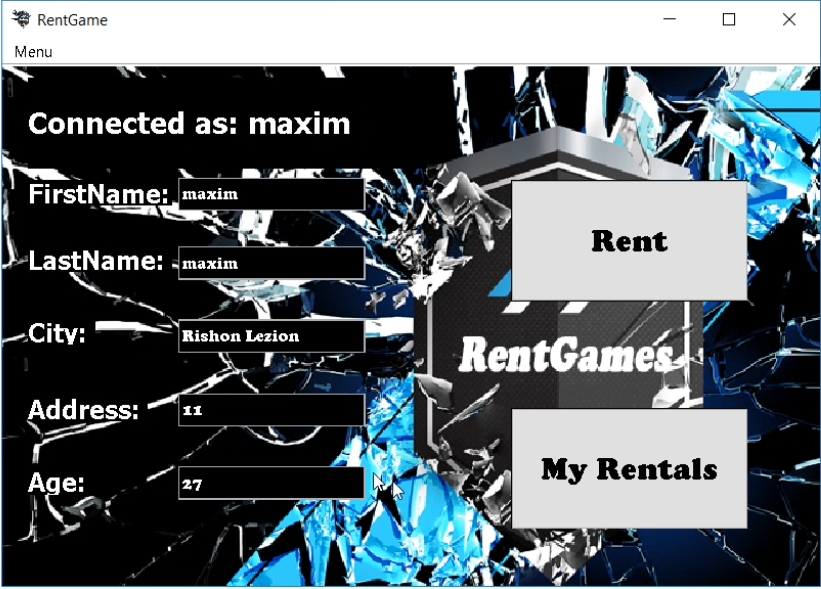 RentGame
Menu
Connected as: maxim
FirstName: maxim
LastName: maxim
City: Rishon Lezion
Address: 11
Age: 27
Rent
RentGames
My Rentals